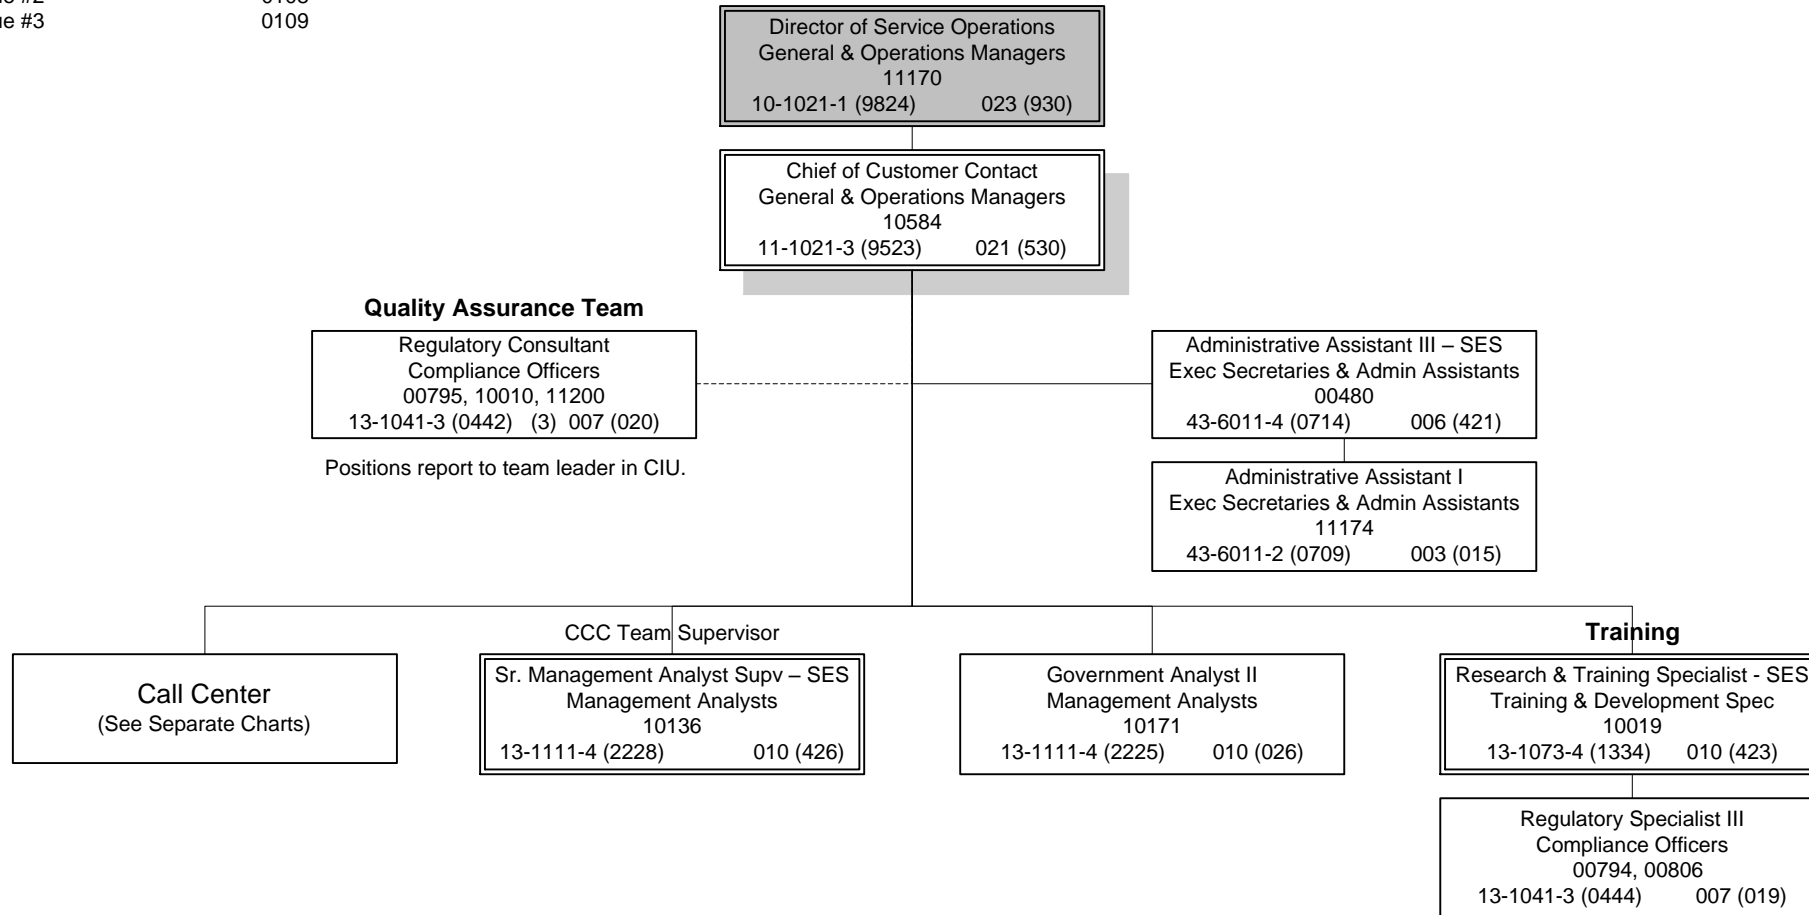 #3 0109
Director of Service Operations
General & Operations Managers
11170
10-1021-1 (9824) 023 (930)
Chief of Customer Contact
General & Operations Managers
10584
11-1021-3 (9523) 021 (530)
Quality Assurance Team
Regulatory Consultant
Compliance Officers
00795, 10010, 11200
13-1041-3 (0442) (3) 007 (020)
Positions report to team leader in CIU.
Administrative Assistant III – SES
Exec Secretaries & Admin Assistants
00480
43-6011-4 (0714) 006 (421)
Administrative Assistant I
Exec Secretaries & Admin Assistants
11174
43-6011-2 (0709) 003 (015)
Call Center
(See Separate Charts)
CCC Team Supervisor
Sr. Management Analyst Supv – SES
Management Analysts
10136
13-1111-4 (2228) 010 (426)
Government Analyst II
Management Analysts
10171
13-1111-4 (2225) 010 (026)
Training
Research & Training Specialist - SES
Training & Development Spec
10019
13-1073-4 (1334) 010 (423)
Regulatory Specialist III
Compliance Officers
00794, 00806
13-1041-3 (0444) 007 (019)